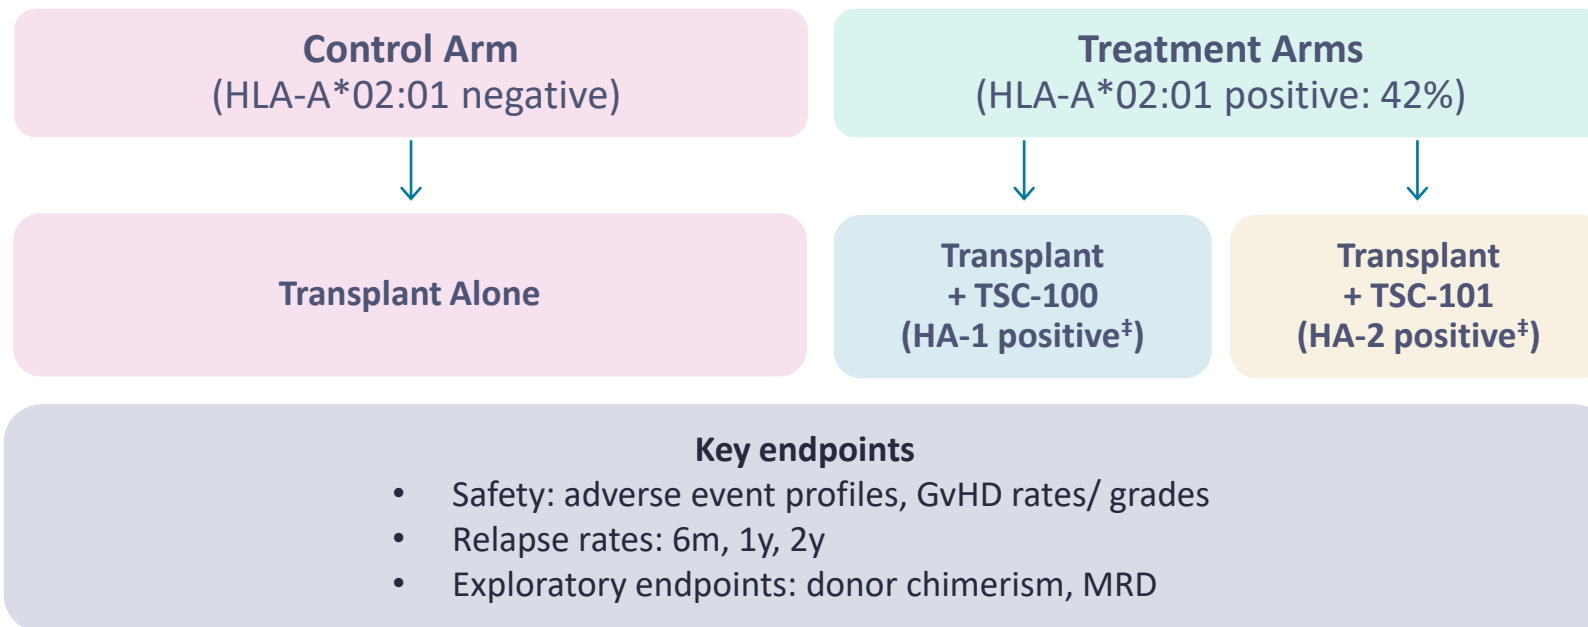 Control Arm
(HLA-A*02:01 negative)
Treatment Arms
(HLA-A*02:01 positive: 42%)
Transplant Alone
Transplant
+ TSC-100
(HA-1 positive‡)
Transplant
+ TSC-101
(HA-2 positive‡)
Key endpoints
• Safety: adverse event profiles, GvHD rates/ grades
• Relapse rates: 6m, 1y, 2y
• Exploratory endpoints: donor chimerism, MRD